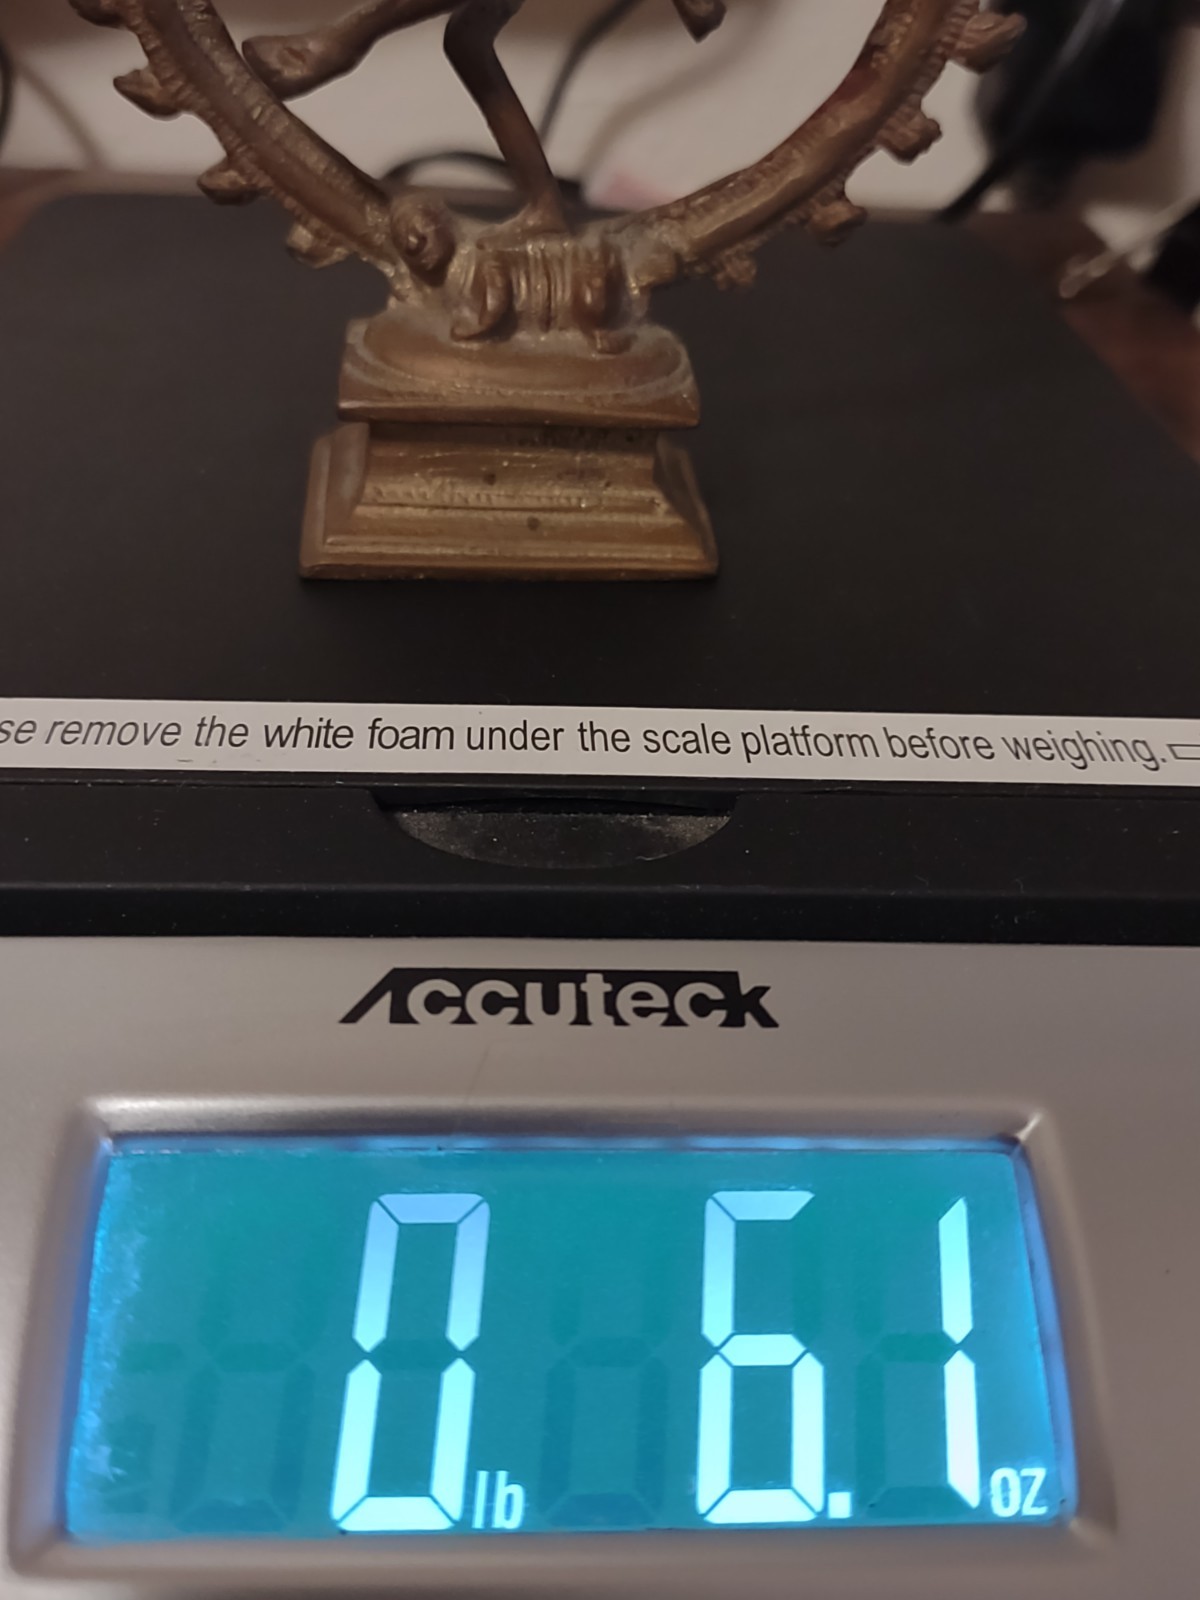 se remove the white foam under the scale platform before weighing.
Accuteck
0 lb 6.1 oz